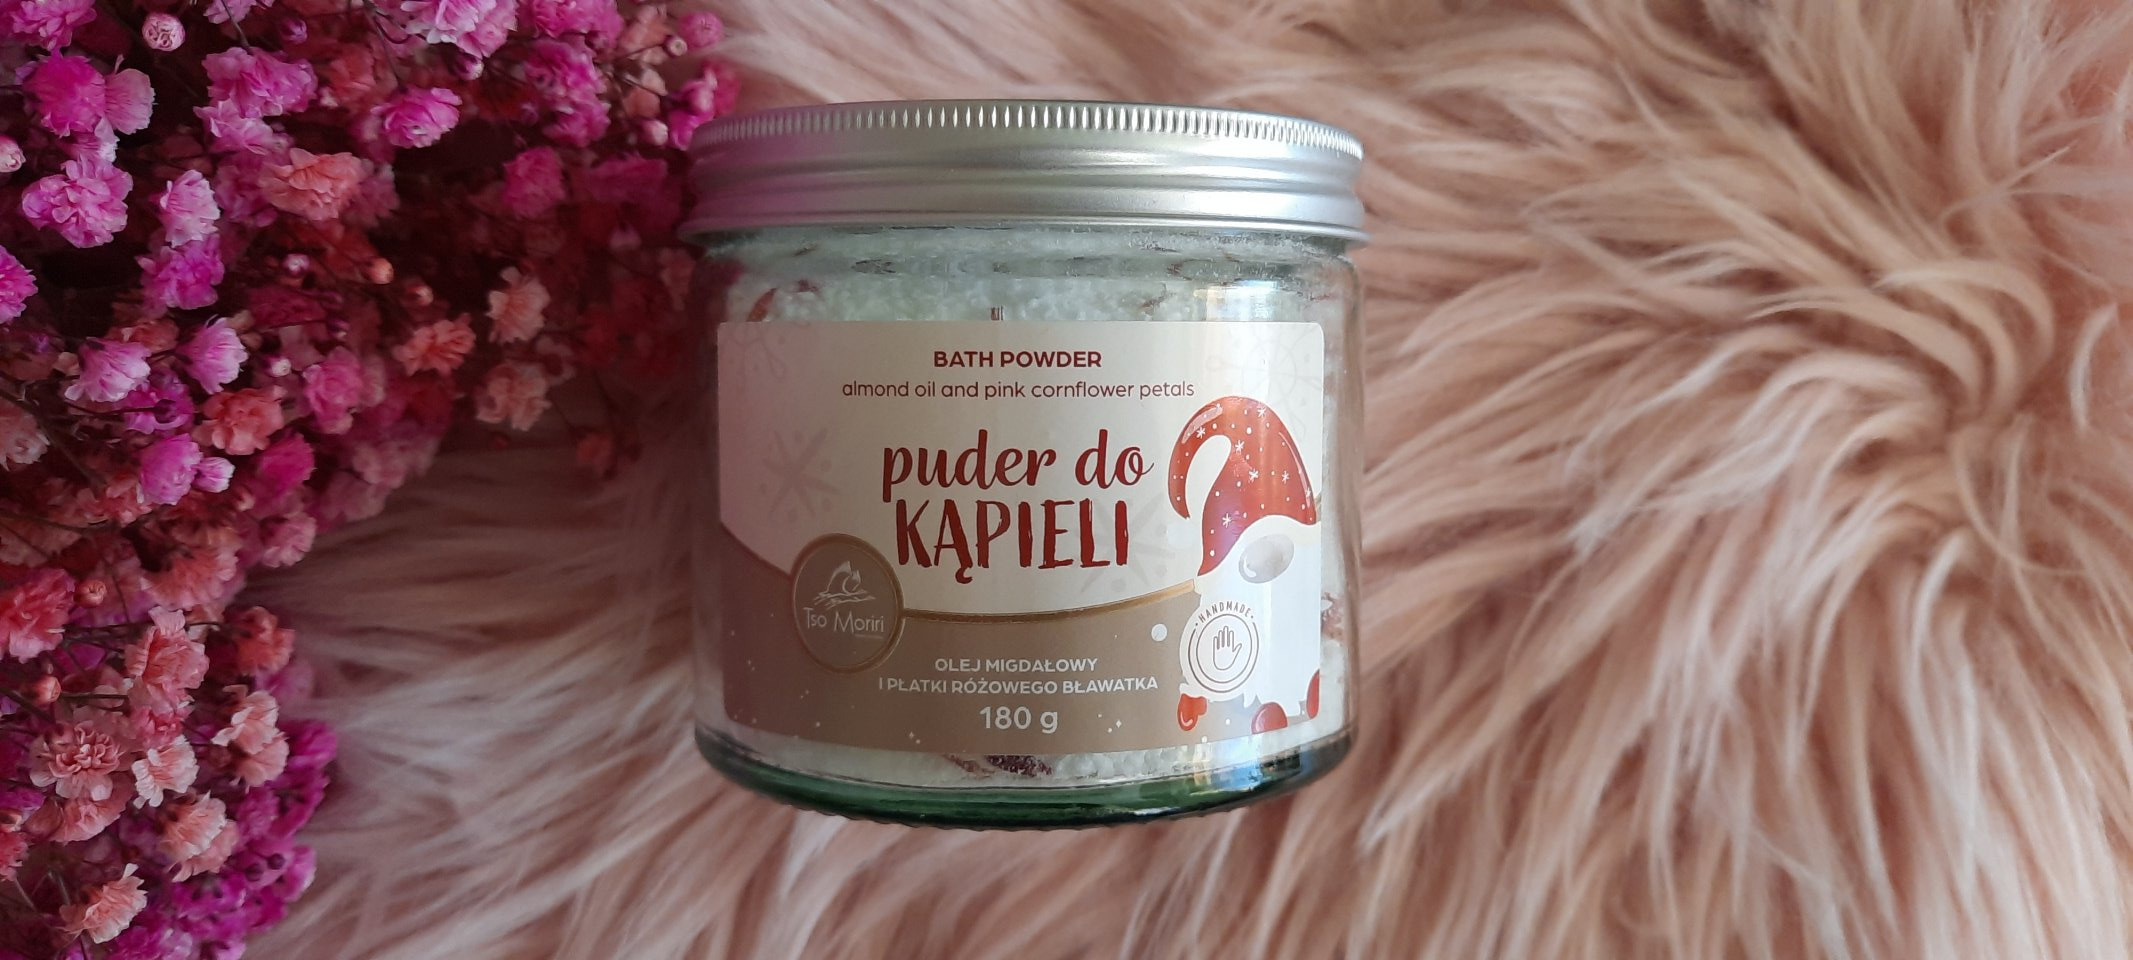 BATH POWDER
almond oil and pink cornflower petals
puder do
KĄPIELI
Tso Moriri
HANDMADE
OLEJ MIGDAŁOWY
I PŁATKI RÓŻOWEGO BŁAWATKA
180 g